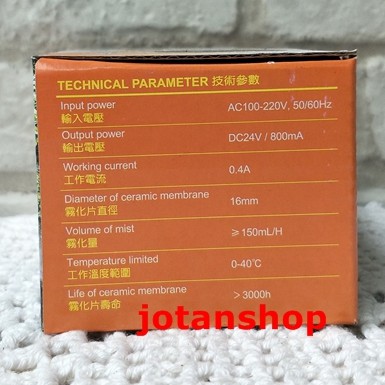 TECHNICAL PARAMETER 技術參數
Input power
輸入電壓
AC100-220V, 50/60Hz
Output power
輸出電壓
DC24V / 800mA
Working current
工作電流
0.4A
Diameter of ceramic membrane
霧化片直徑
16mm
Volume of mist
霧化量
≥150mL/H
Temperature limited
工作溫度範圍
0-40℃
Life of ceramic membrane
霧化片壽命
>3000h
jotanshop